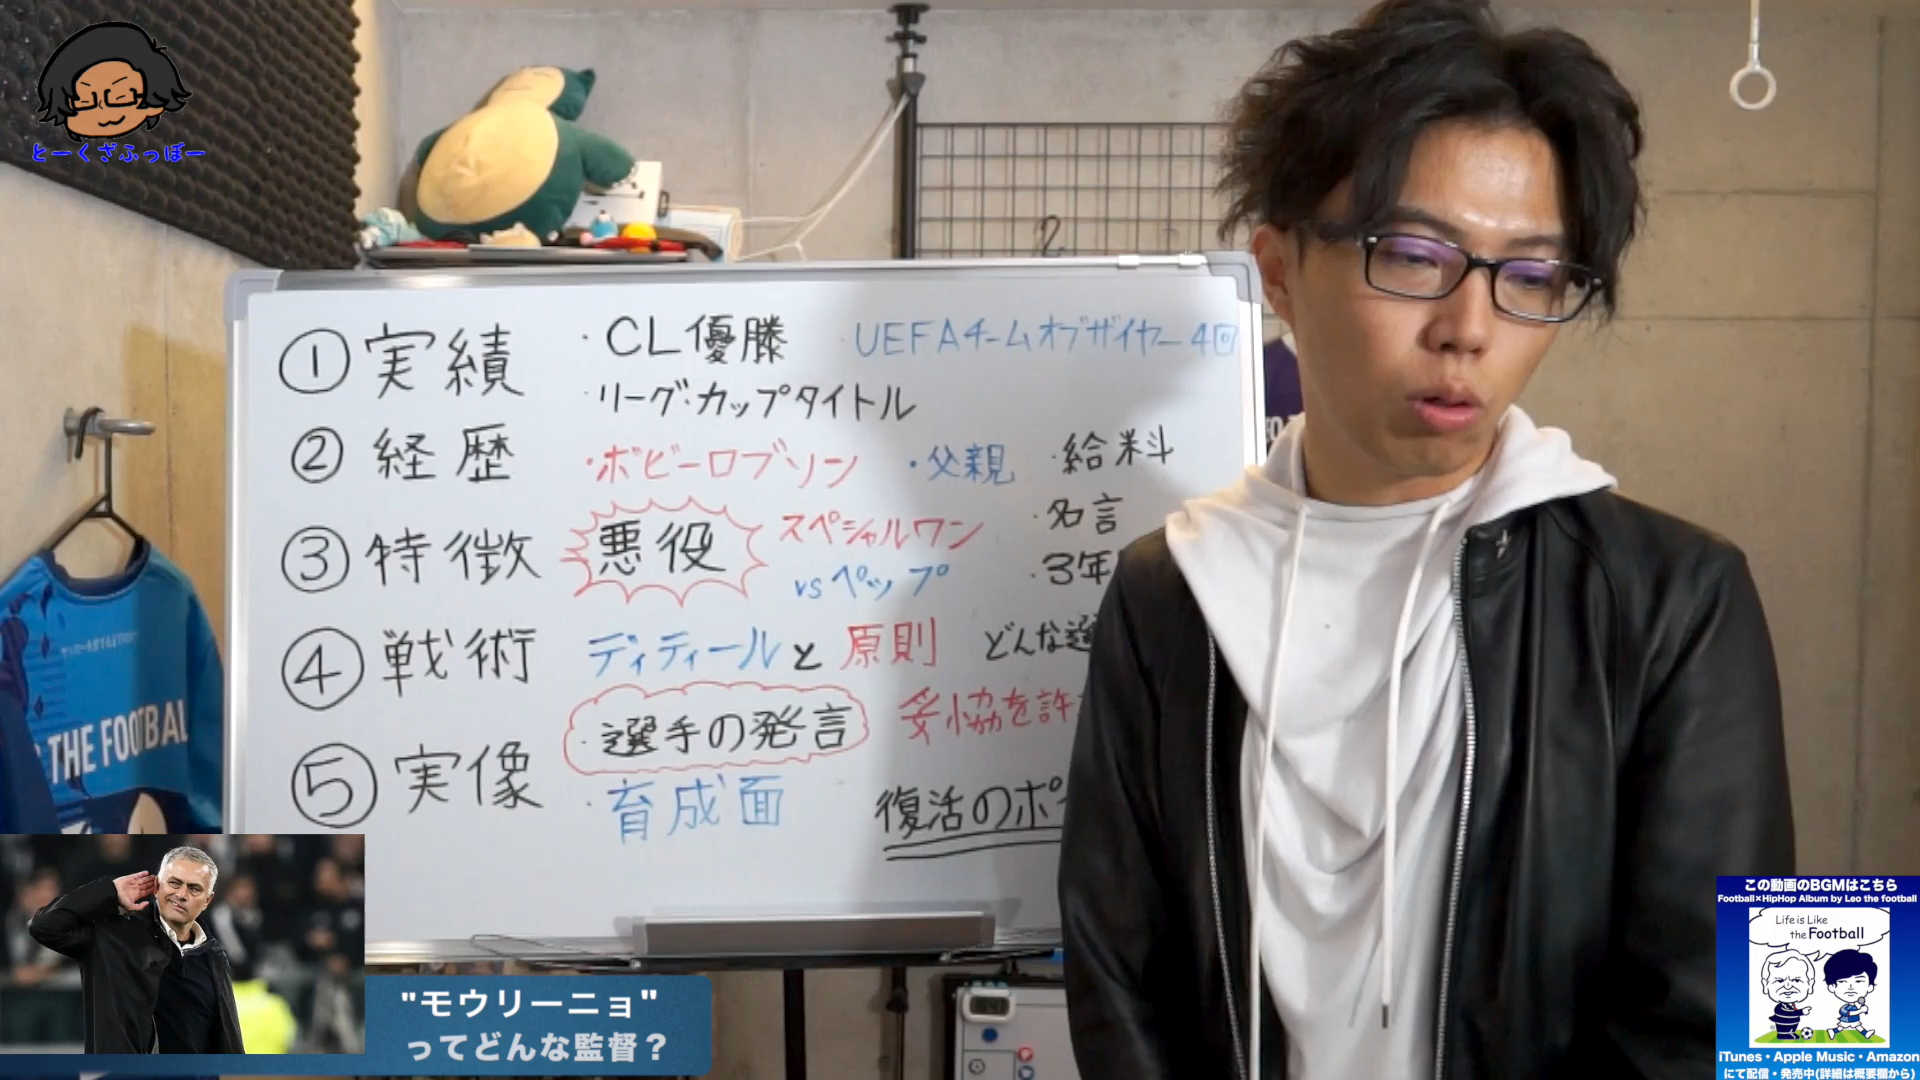 とーくざふっぼー
① 実績 ・CL優勝 UEFAチームオブザイヤー4回
・リーグ・カップタイトル
② 経歴 ・ボビーロブソン ・父親 ・給料
③ 特徴 悪役 スペシャルワン ・名言
vsペップ ・3年
④ 戦術 ディティールと原則 どんな選
・選手の発言 妥協を許
⑤ 実像 ・育成面 復活のポ
THE FOOTBAL
"モウリーニョ"
ってどんな監督？
この動画のBGMはこちら
Football×HipHop Album by Leo the football
Life is Like
the Football
iTunes・Apple Music・Amazon
にて配信・発売中(詳細は概要欄から)